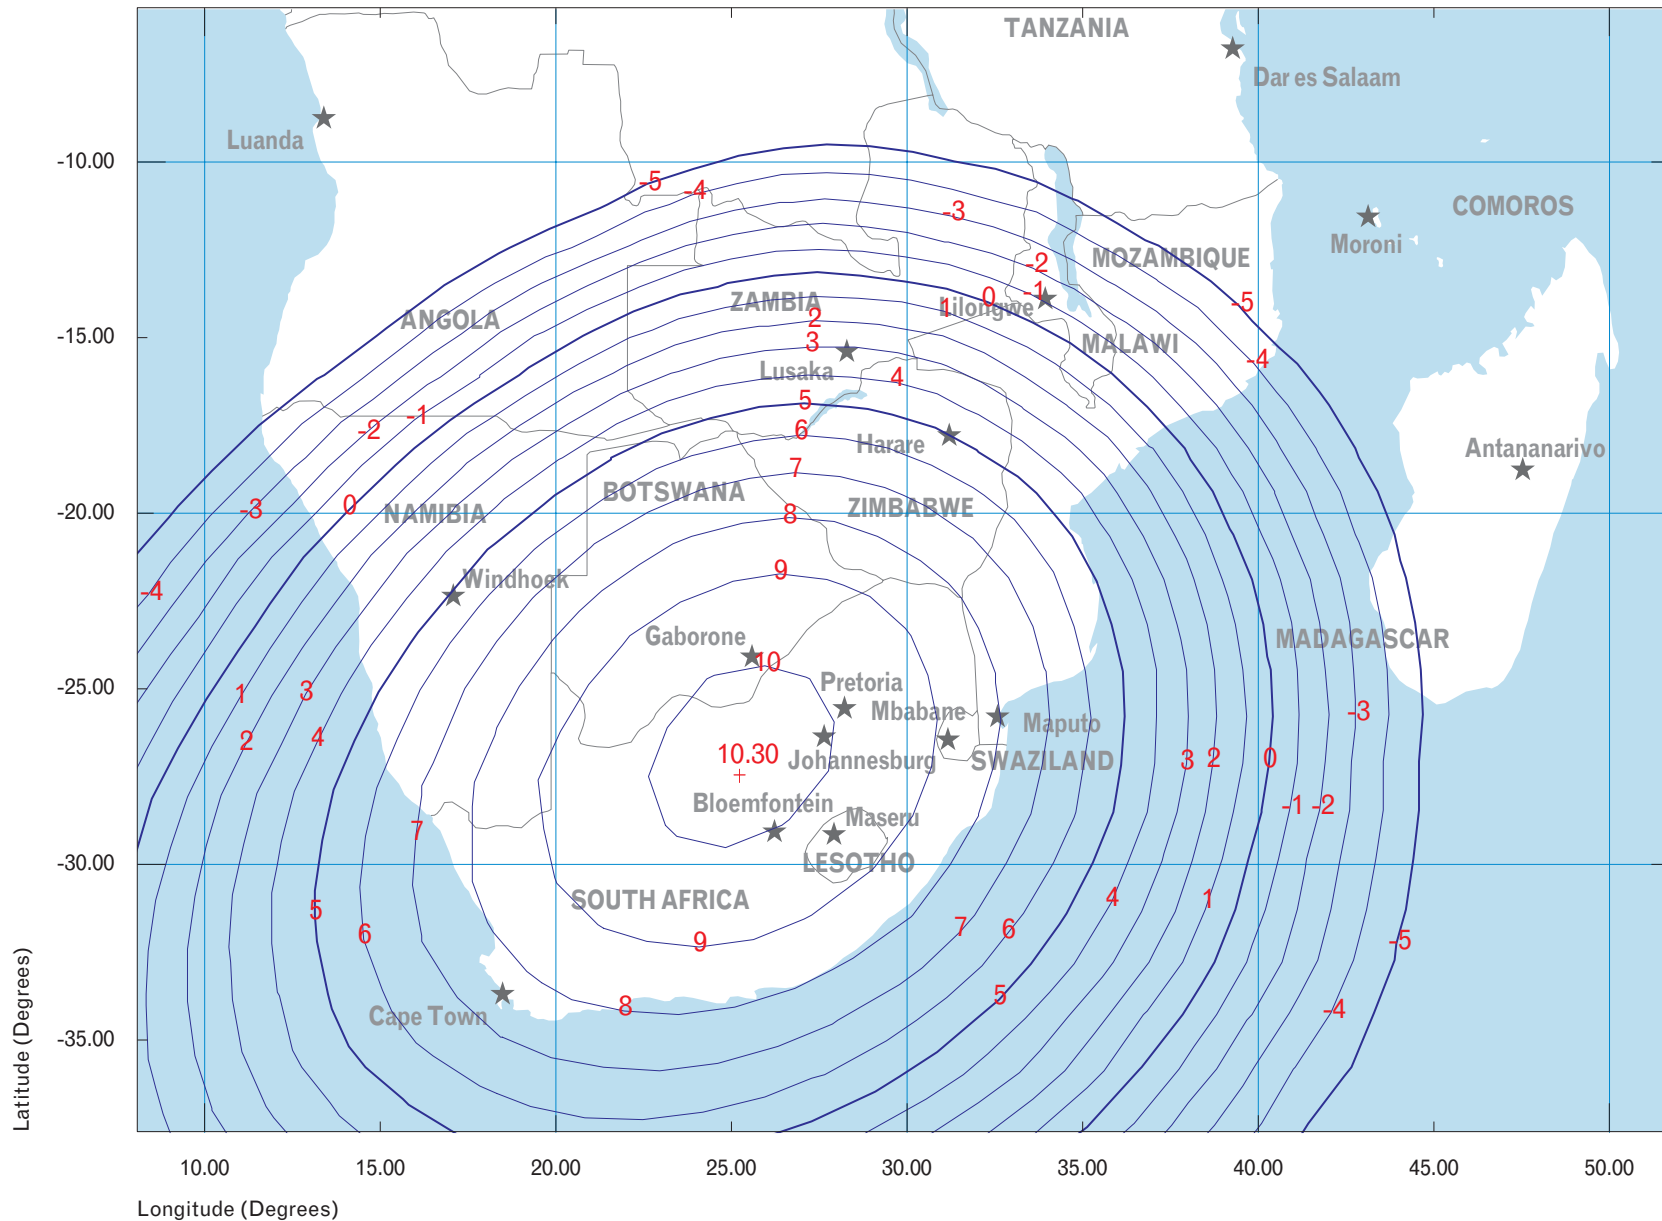 TANZANIA
Dar es Salaam
Luanda
-10.00
-5
-4
-3
COMOROS
Moroni
MOZAMBIQUE
-2
-1
0
1
Lilongwe
-5
ZAMBIA
2
ANGOLA
3
MALAWI
-4
-15.00
Lusaka
4
5
-1
-2
6
Harare
Antananarivo
7
BOTSWANA
ZIMBABWE
NAMIBIA
-3
0
8
-20.00
9
Windhoek
-4
Gaborone
10
MADAGASCAR
-25.00
1
3
Pretoria
Mbabane
Maputo
-3
2
4
10.30
Johannesburg
SWAZILAND
3
2
0
Bloemfontein
Maseru
-1
-2
7
LESOTHO
-30.00
SOUTH AFRICA
4
1
5
6
9
7
6
-5
8
5
-4
Cape Town
-35.00
Latitude (Degrees)
10.00 15.00 20.00 25.00 30.00 35.00 40.00 45.00 50.00
Longitude (Degrees)